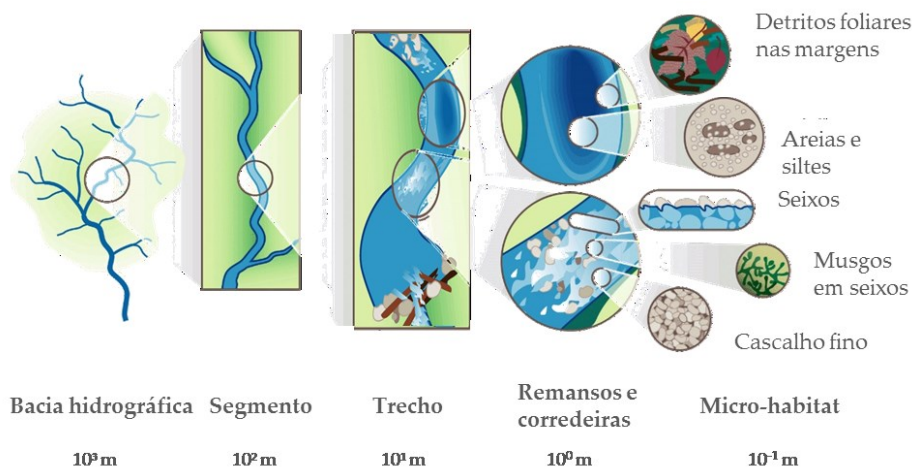 Detritos foliares
nas margens
Areias e
siltes
Seixos
Musgos
em seixos
Cascalho fino
Bacia hidrográfica
Segmento
Trecho
Remansos e
corredeiras
Micro-habitat
10³ m
10² m
10¹ m
10⁰ m
10⁻¹ m